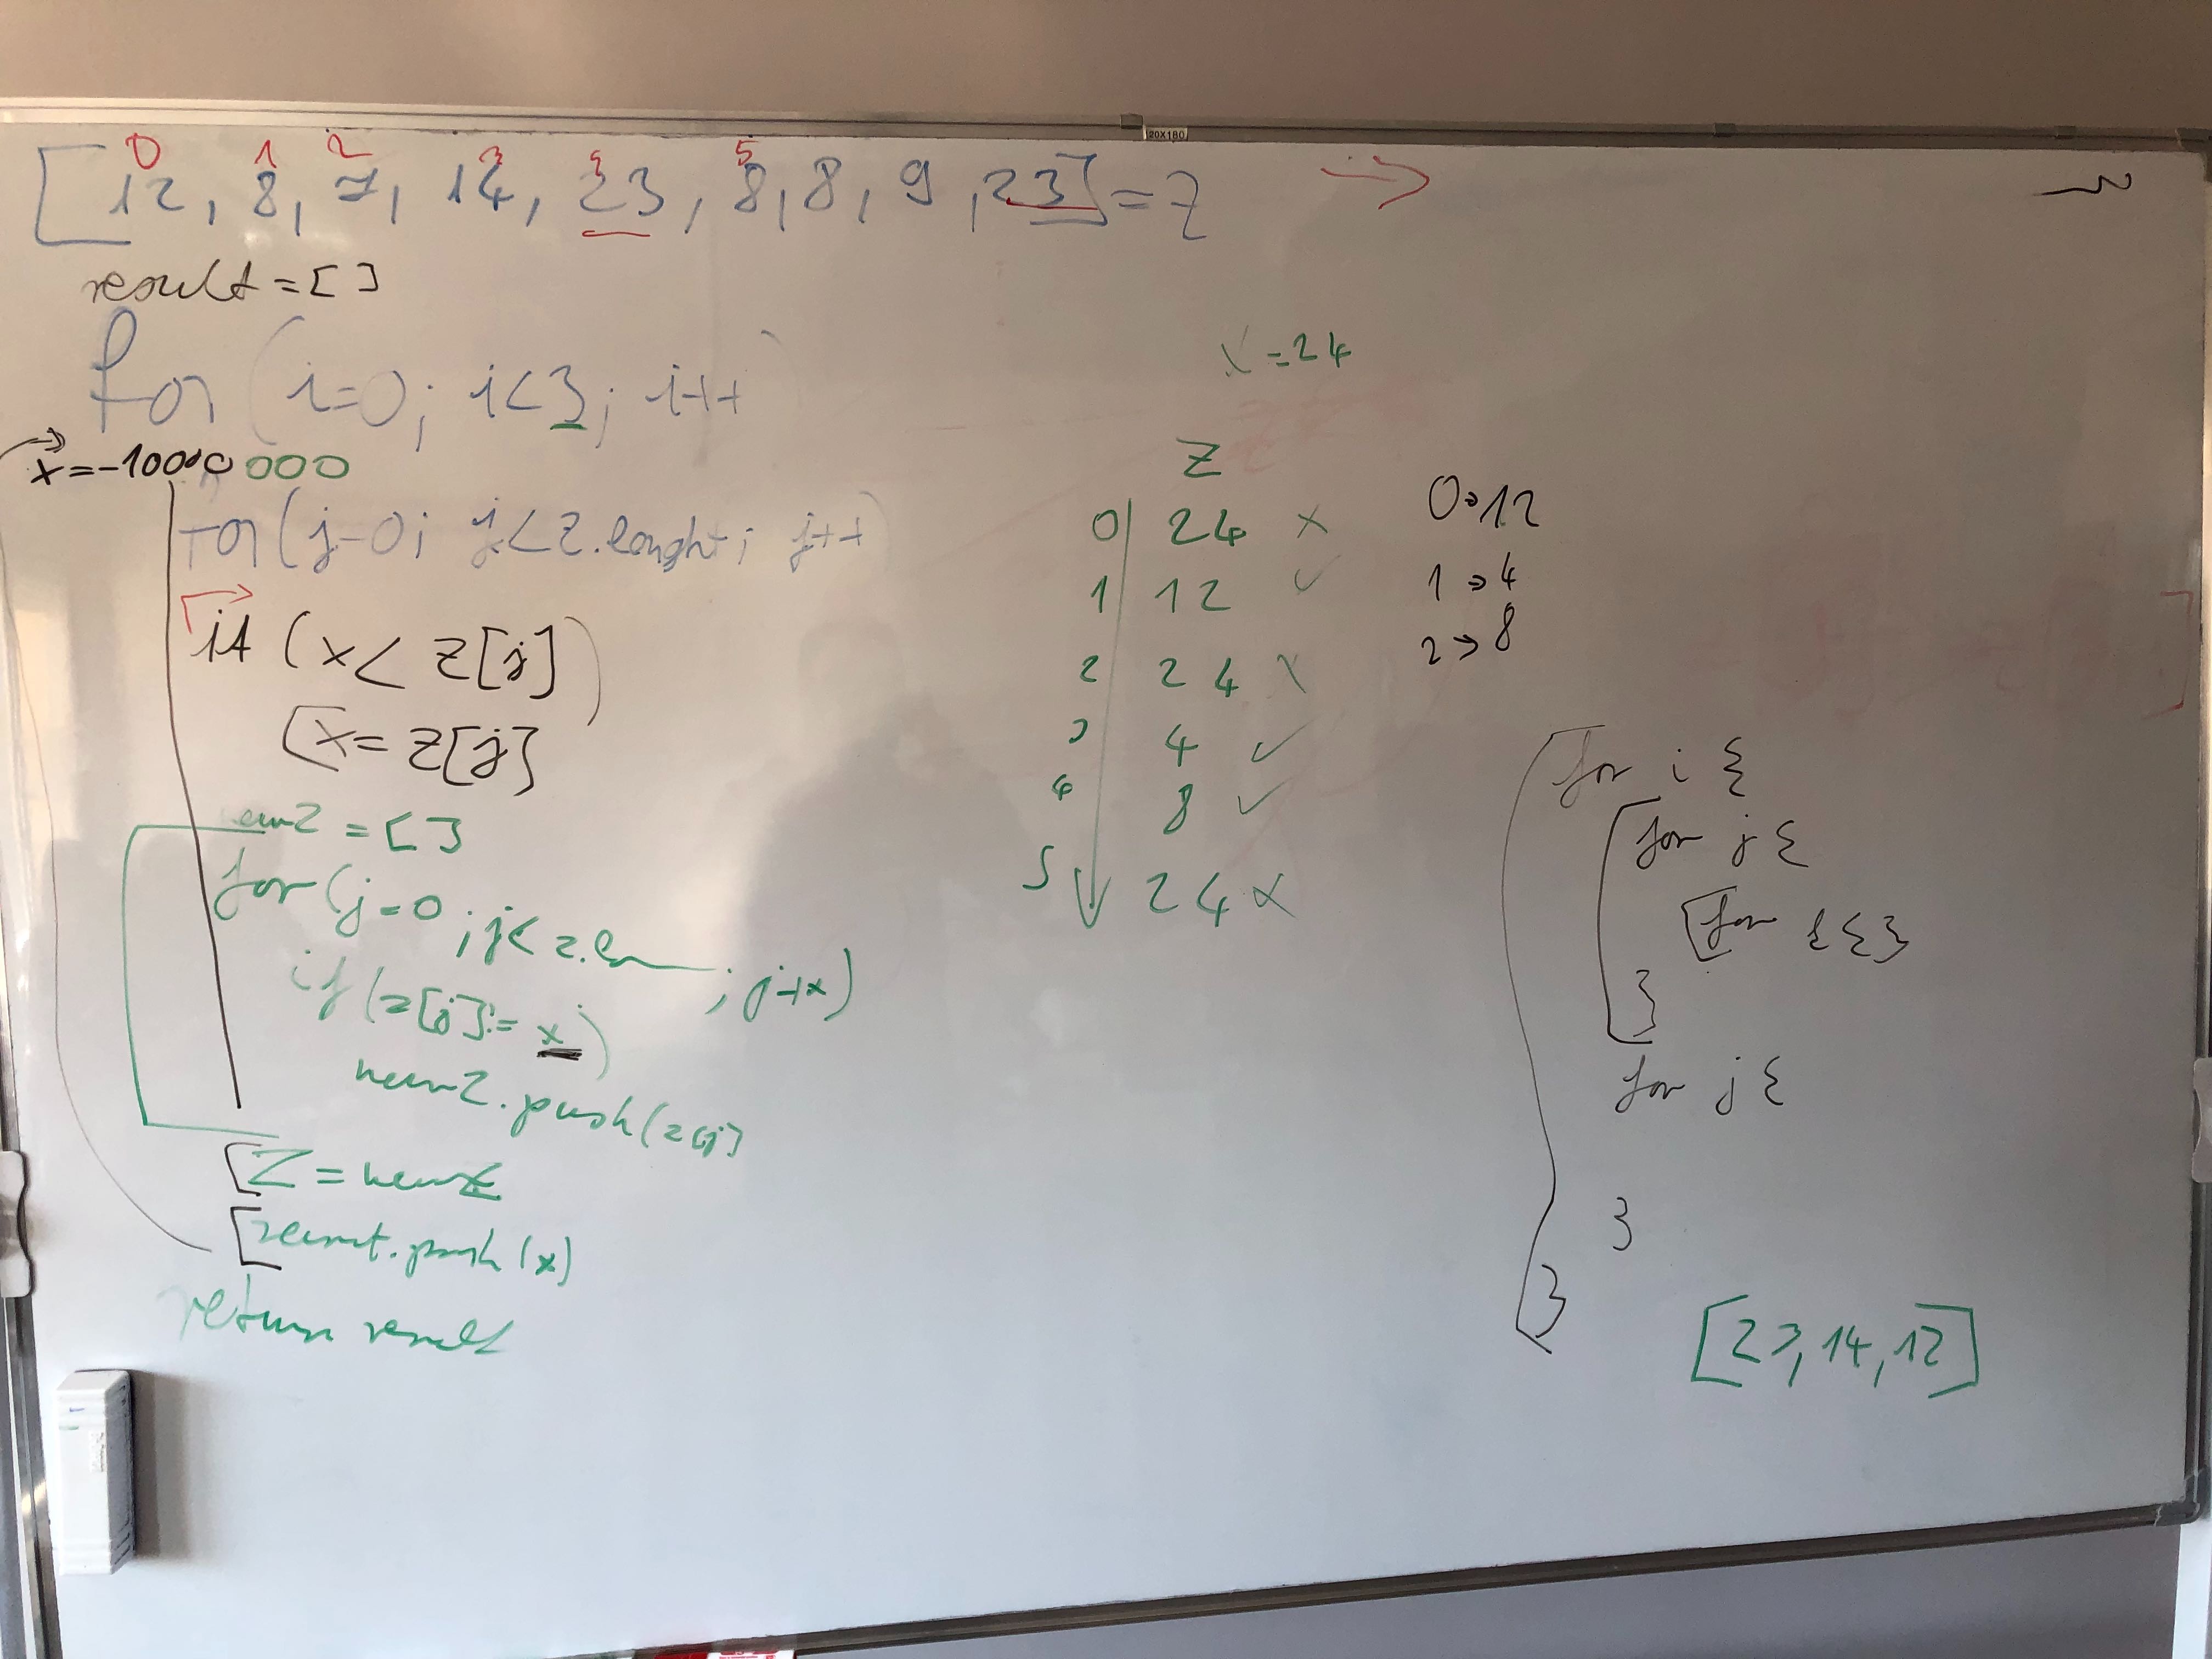 20X180
0 1 2 3 4 5
[12, 8, 7, 14, 23, 8, 8, 9, 23] = z
result = [ ]
for (i=0; i<3; i++)
x = -10000 000
for (j=0; j<z.lenght; j++)
if (x < z[j])
x = z[j]
newZ = [ ]
for (j=0; j<z.len; j++)
if (z[j] != x)
newZ.push(z[j]
Z = newZ
result.push(x)
return result
x = 24
Z
0 24 x
1 12 ✓
2 24 x
3 4 ✓
4 8 ✓
5 24 x
0→12
1→4
2→8
for i {
for j {
for { }
}
for j {
}
}
[23, 14, 12]